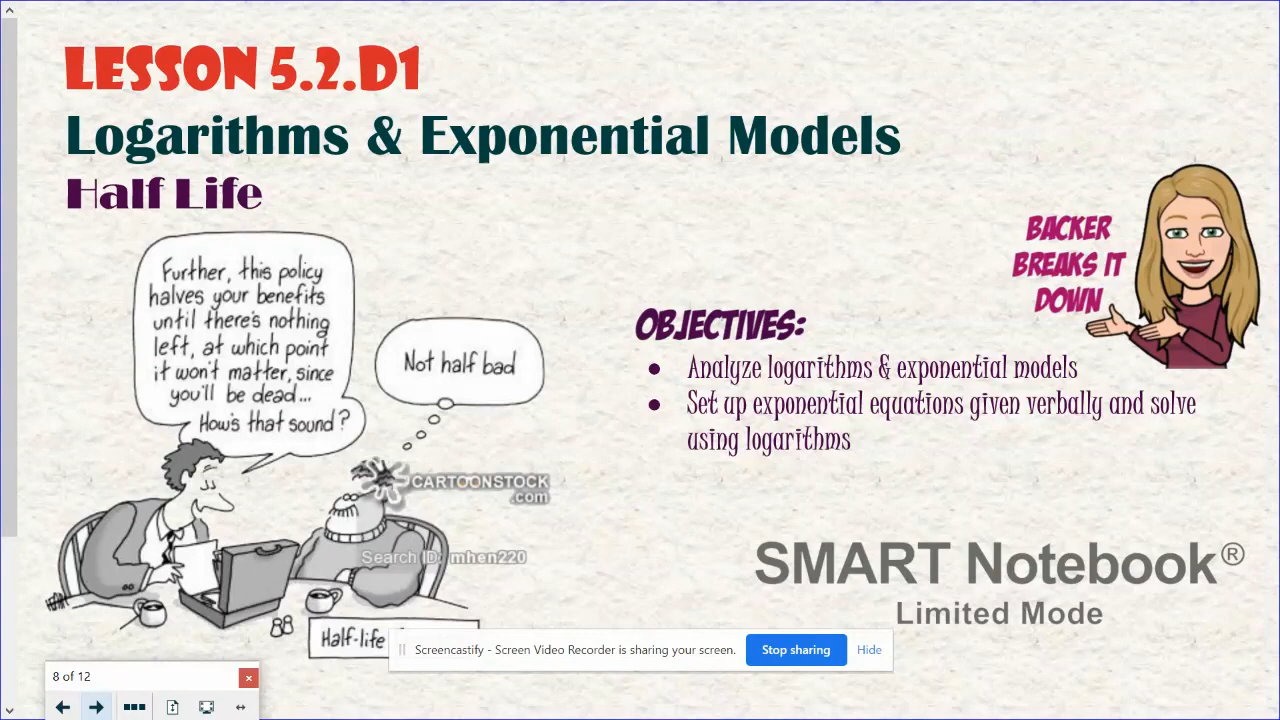 LESSON 5.2.D1
Logarithms & Exponential Models
Half Life
Further, this policy
halves your benefits
until there's nothing
left, at which point
it won't matter, since
you'll be dead...
How's that sound?
Not half bad
CARTOONSTOCK
.com
Search ID: mhen220
Half-life
BACKER
BREAKS IT
DOWN
OBJECTIVES:
● Analyze logarithms & exponential models
● Set up exponential equations given verbally and solve
using logarithms
SMART Notebook®
Limited Mode
Screencastify - Screen Video Recorder is sharing your screen.
Stop sharing
Hide
8 of 12